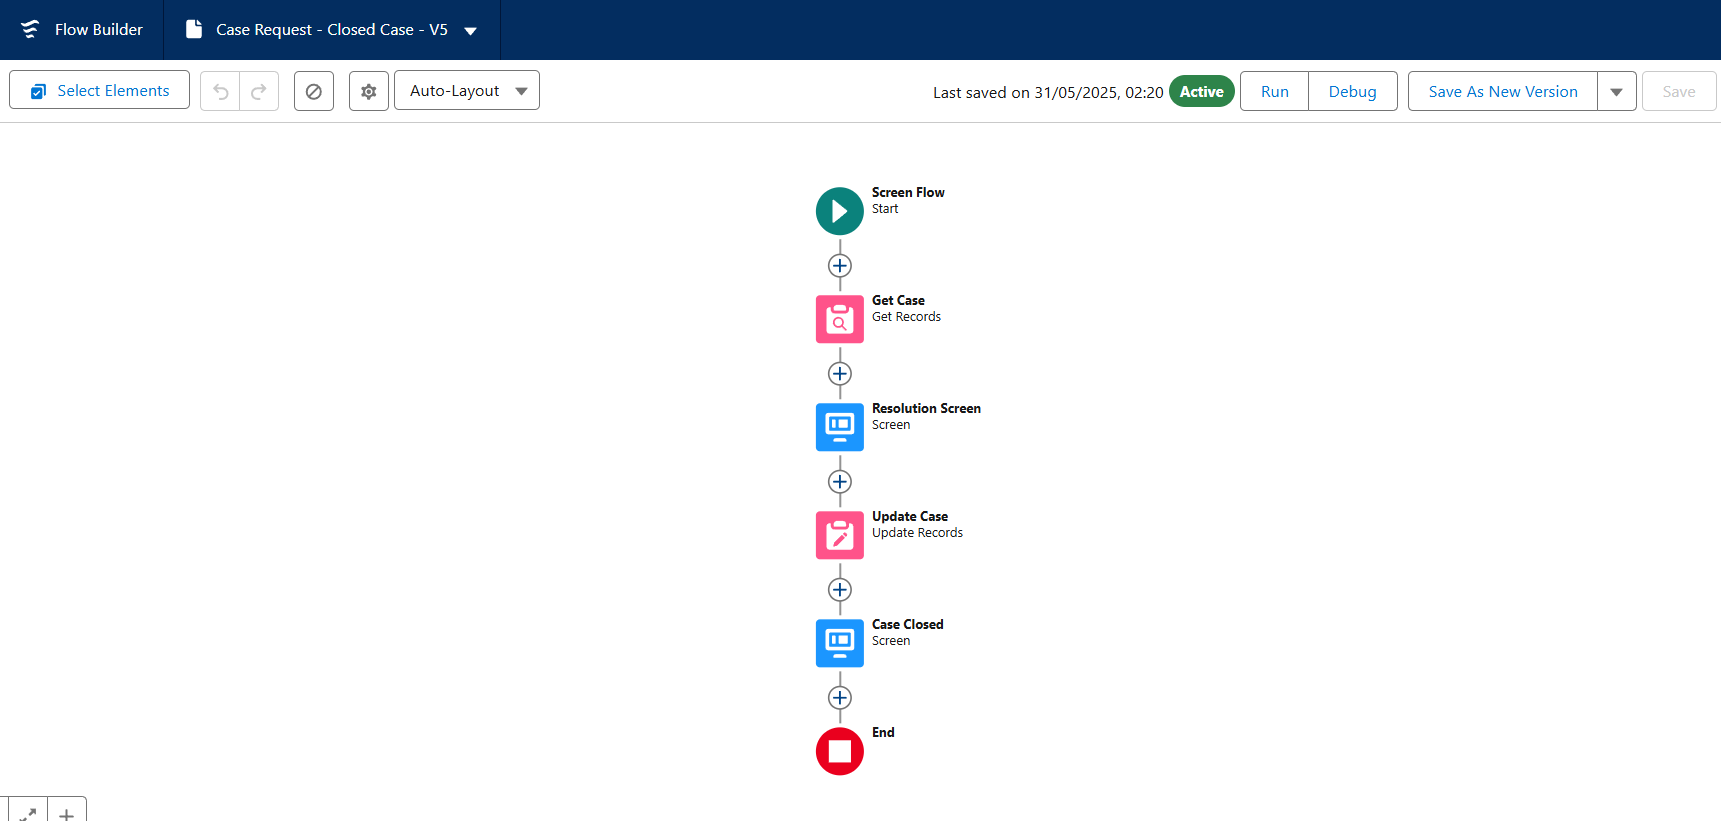 Flow Builder
Case Request - Closed Case - V5
Select Elements
Auto-Layout
Last saved on 31/05/2025, 02:20
Active
Run
Debug
Save As New Version
Save
Screen Flow
Start
Get Case
Get Records
Resolution Screen
Screen
Update Case
Update Records
Case Closed
Screen
End